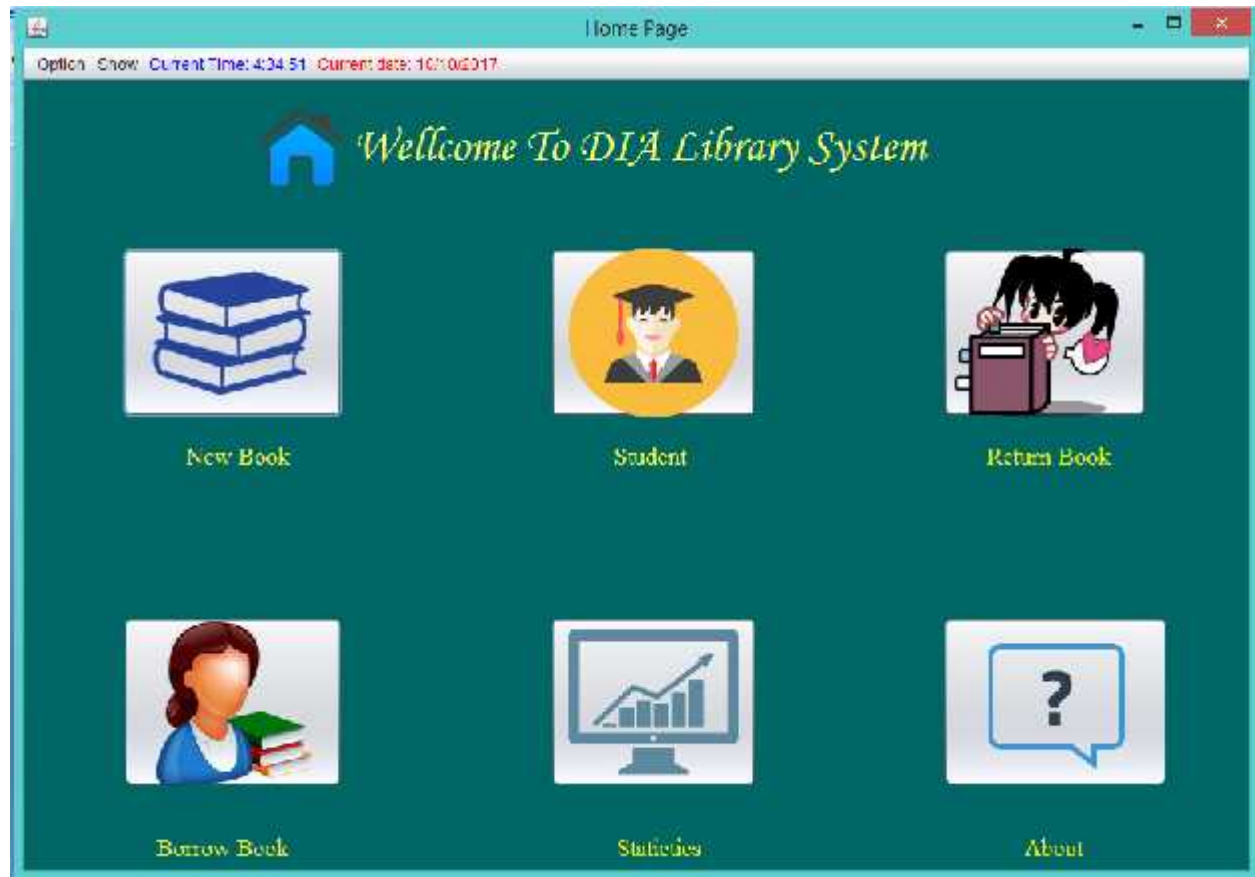 Home Page
Option Show Current Time: 4:34:51 Current date: 10/10/2017
Wellcome To DIA Library System
New Book Student Return Book
?
Borrow Book Statictics About